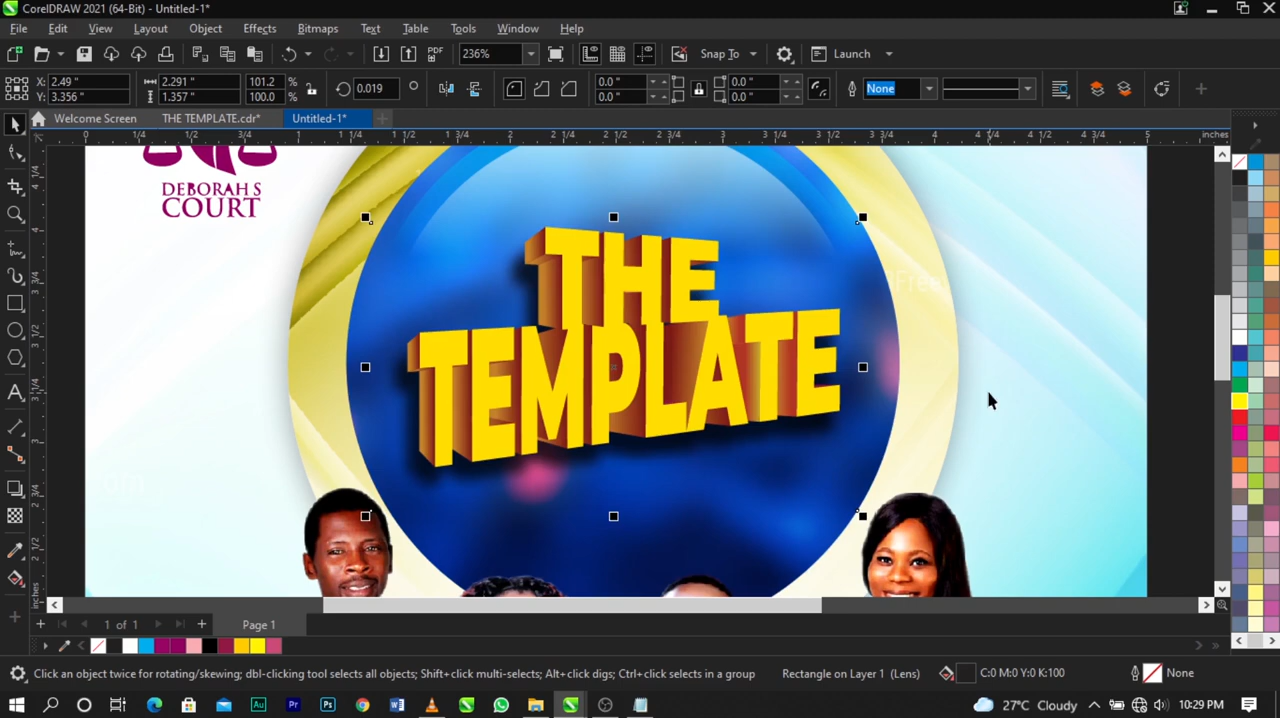 CorelDRAW 2021 (64-Bit) - Untitled-1*
File Edit View Layout Object Effects Bitmaps Text Table Tools Window Help
PDF 236% Snap To Launch
X: 2.49 " 2.291 " 101.2 % 0.019 0.0 " 0.0 " None
Y: 3.356 " 1.357 " 100.0 % 0.0 " 0.0 "
Welcome Screen THE TEMPLATE.cdr* Untitled-1*
inches
DEBORAH S
COURT
THE
TEMPLATE
Free
inches
1 of 1 Page 1
Click an object twice for rotating/skewing; dbl-clicking tool selects all objects; Shift+click multi-selects; Alt+click digs; Ctrl+click selects in a group Rectangle on Layer 1 (Lens) C:0 M:0 Y:0 K:100 None
27°C Cloudy 10:29 PM